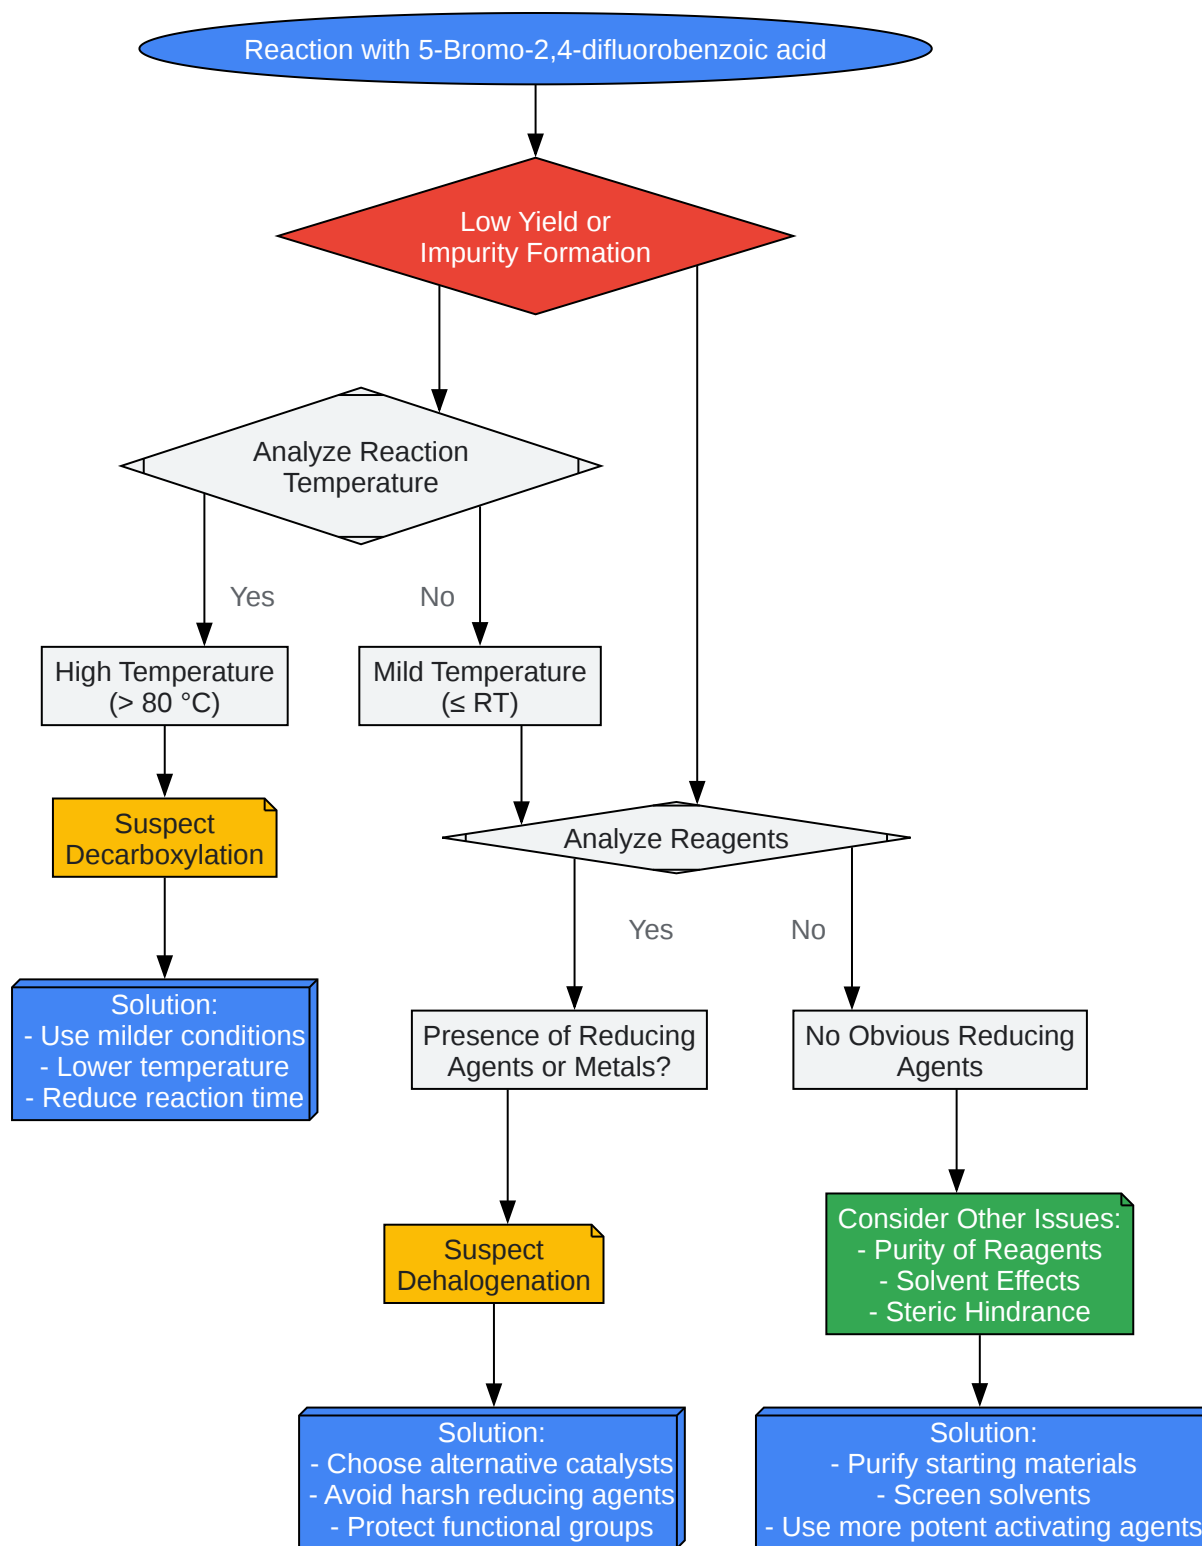 Reaction with 5-Bromo-2,4-difluorobenzoic acid
Low Yield or
Impurity Formation
Analyze Reaction
Temperature
Yes
No
High Temperature
(> 80 °C)
Mild Temperature
(≤ RT)
Suspect
Decarboxylation
Analyze Reagents
Yes
No
Solution:
- Use milder conditions
- Lower temperature
- Reduce reaction time
Presence of Reducing
Agents or Metals?
No Obvious Reducing
Agents
Suspect
Dehalogenation
Consider Other Issues:
- Purity of Reagents
- Solvent Effects
- Steric Hindrance
Solution:
- Choose alternative catalysts
- Avoid harsh reducing agents
- Protect functional groups
Solution:
- Purify starting materials
- Screen solvents
- Use more potent activating agents